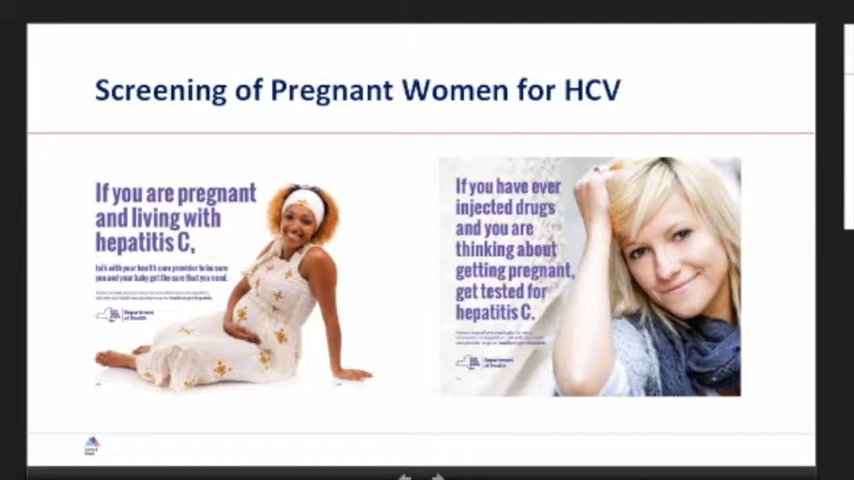 Screening of Pregnant Women for HCV
If you are pregnant
and living with
hepatitis C,
talk with your health care provider to be sure
you and your baby get the care that you need.
Department
of Health
If you have ever
injected drugs
and you are
thinking about
getting pregnant,
get tested for
hepatitis C.
Department
of Health